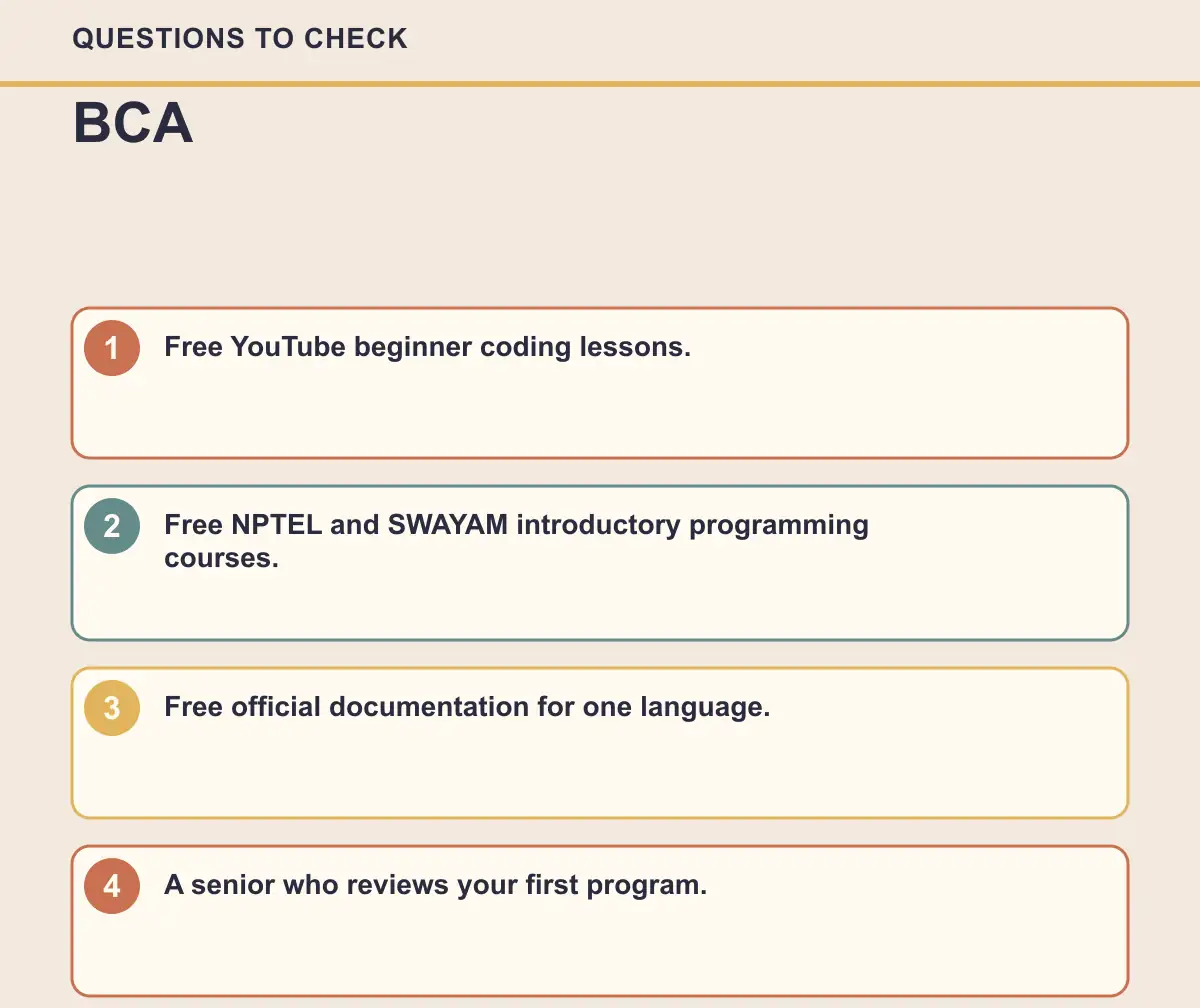 QUESTIONS TO CHECK
BCA
1
Free YouTube beginner coding lessons.
2
Free NPTEL and SWAYAM introductory programming
courses.
3
Free official documentation for one language.
4
A senior who reviews your first program.